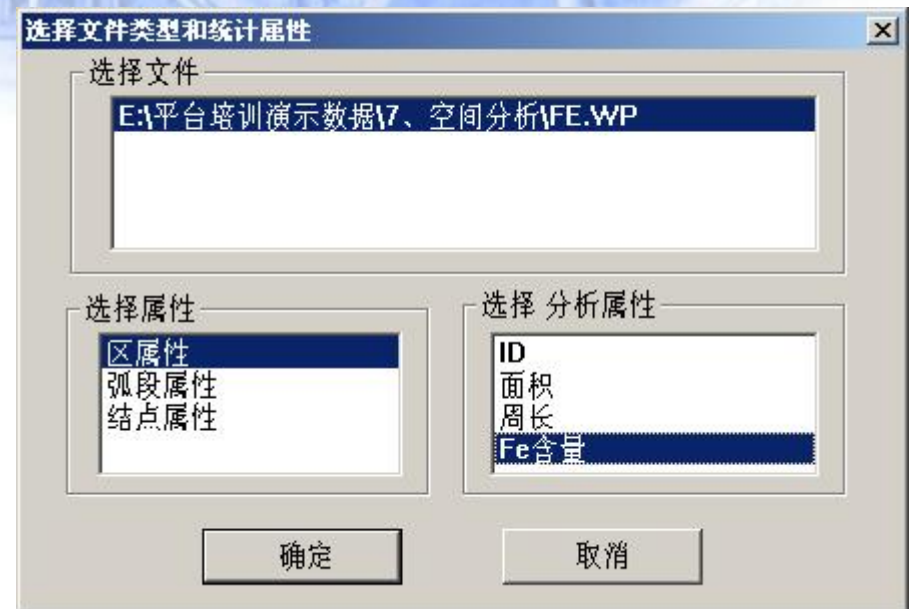 选择文件类型和统计属性
选择文件
E:\平台培训演示数据\7、空间分析\FE.WP
选择属性
区属性
弧段属性
结点属性
选择 分析属性
ID
面积
周长
Fe含量
确定
取消